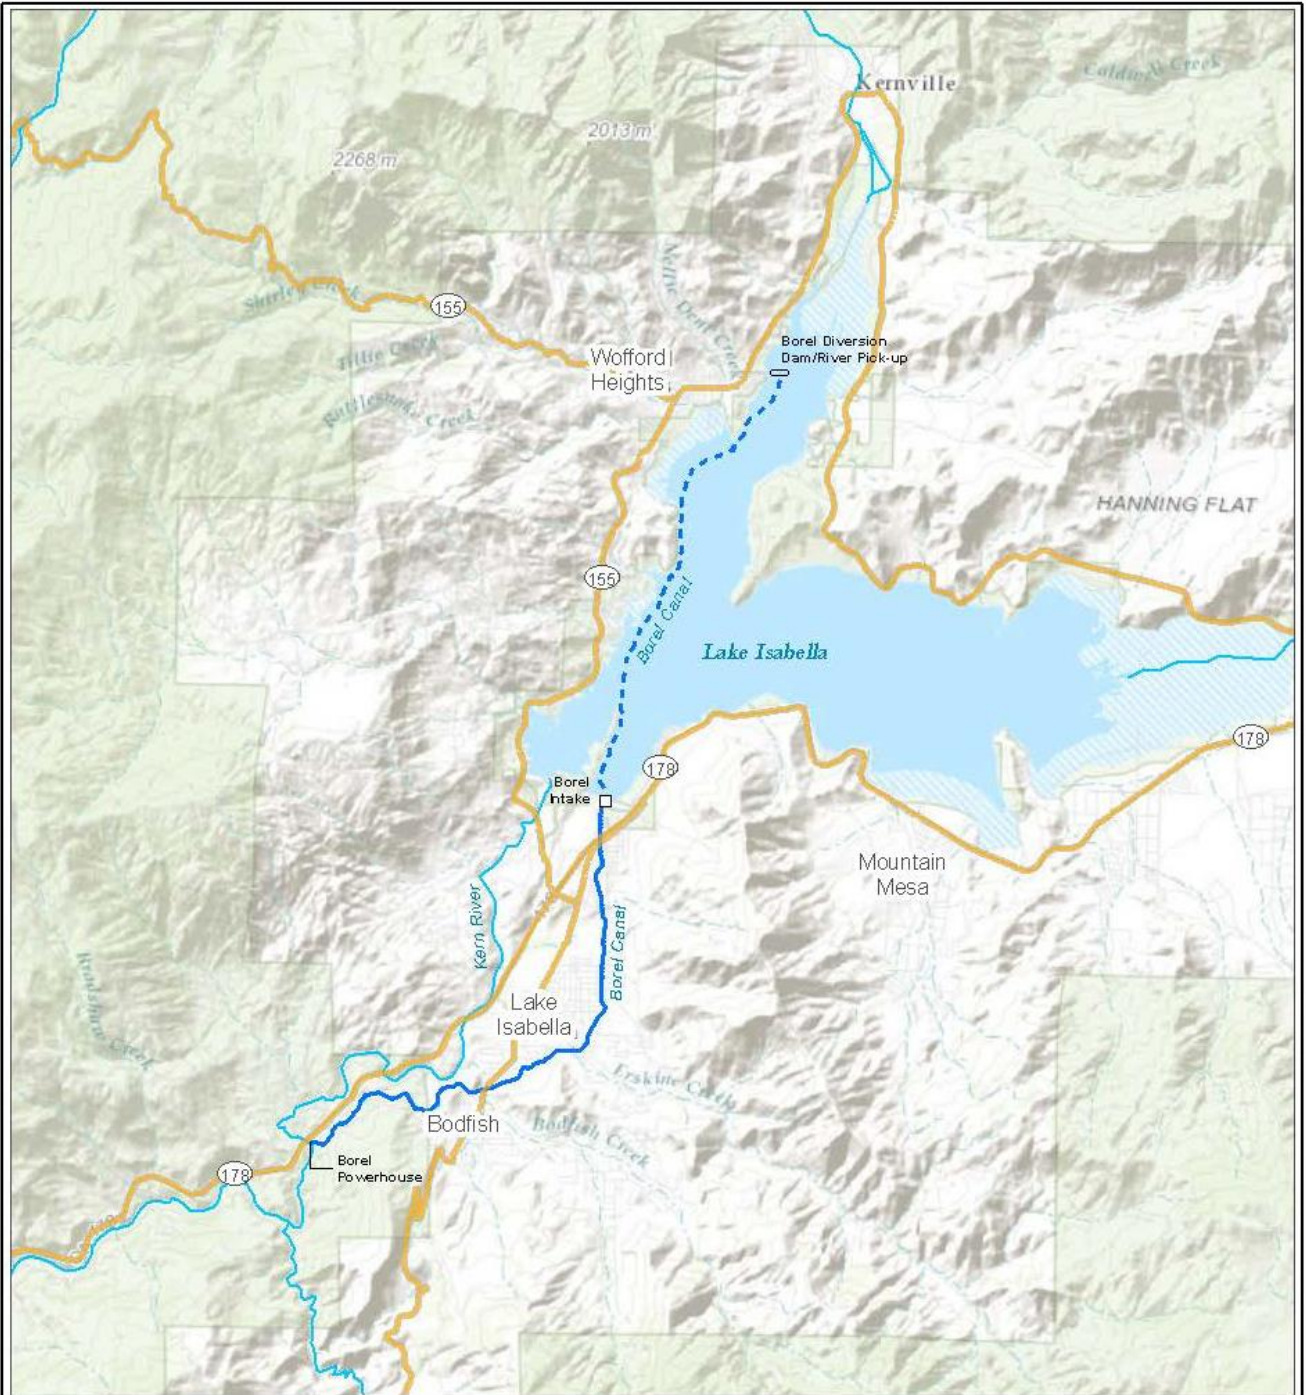 Kernville
Caldwell Creek
2013 m
2268 m
Nellie Dent Creek
Shirley Creek
155
Tillie Creek
Borel Diversion
Dam/River Pick-up
Wofford
Heights
Rattlesnake Creek
HANNING FLAT
155
Borel Canal
Lake Isabella
178
178
Borel
Intake
Mountain
Mesa
Kern River
Borel Canal
Lake
Isabella
Erskine Creek
Bodfish
Bodfish Creek
Borel
Powerhouse
178